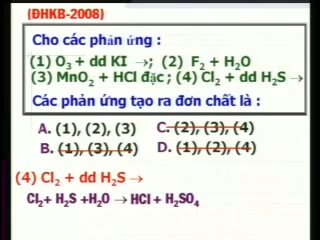 (ĐHKB-2008)
Cho các phản ứng :
(1) O₃ + dd KI →; (2) F₂ + H₂O
(3) MnO₂ + HCl đặc ; (4) Cl₂ + dd H₂S →
Các phản ứng tạo ra đơn chất là :
A. (1), (2), (3) C. (2), (3), (4)
B. (1), (3), (4) D. (1), (2), (4)
(4) Cl₂ + dd H₂S →
Cl₂+ H₂S +H₂O → HCl + H₂SO₄